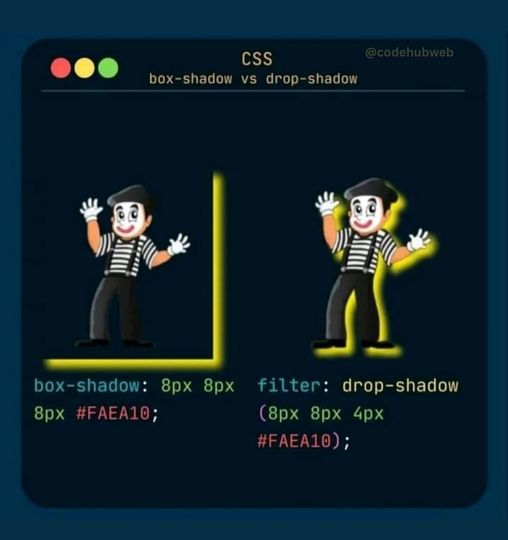 @codehubweb
CSS
box-shadow vs drop-shadow
box-shadow: 8px 8px
8px #FAEA10;
filter: drop-shadow
(8px 8px 4px
#FAEA10);